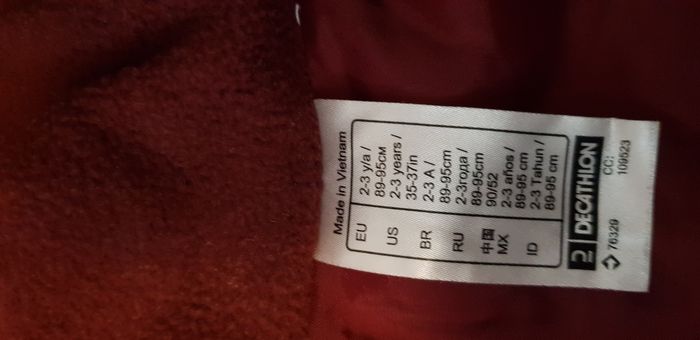 Made in Vietnam
EU 2-3 y/a /
89-95см
US 2-3 years /
35-37in
BR 2-3 A /
89-95cm
RU 2-3года /
89-95cm
中国 90/52
MX 2-3 años /
89-95 cm
ID 2-3 Tahun /
89-95 cm
2 DECATHLON
76329 CC:
109523